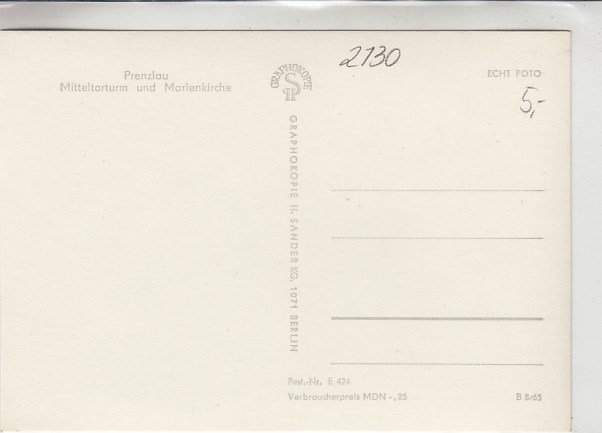 Prenzlau
Mitteltorturm und Marienkirche
GRAPHOKOPIE
GRAPHOKOPIE H. SANDER KG, 1071 BERLIN
2130
ECHT FOTO
5,-
Best.-Nr. E 424
Verbraucherpreis MDN -,25
B 8/65